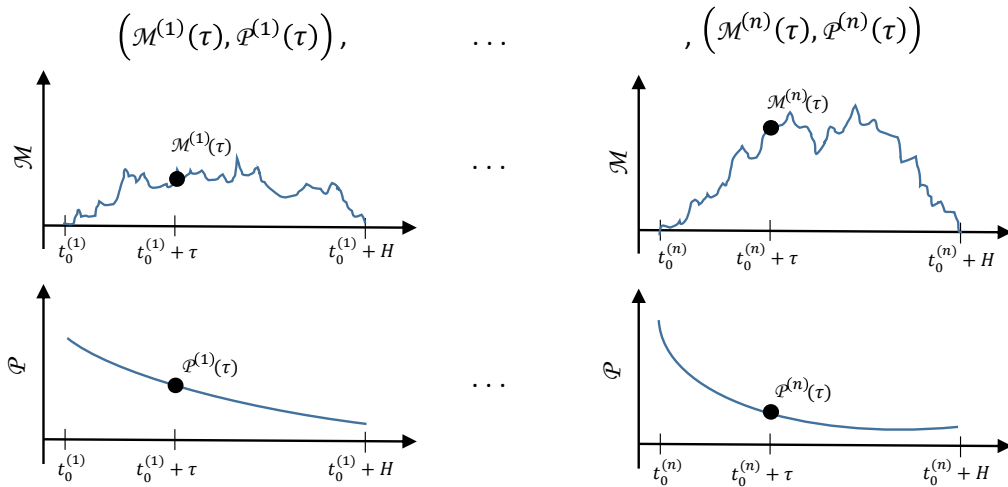 (ℳ⁽¹⁾(τ), 𝒫⁽¹⁾(τ)) , ... , (ℳ⁽ⁿ⁾(τ), 𝒫⁽ⁿ⁾(τ))
ℳ ℳ⁽¹⁾(τ) ... ℳ ℳ⁽ⁿ⁾(τ)
t₀⁽¹⁾ t₀⁽¹⁾ + τ t₀⁽¹⁾ + H t₀⁽ⁿ⁾ t₀⁽ⁿ⁾ + τ t₀⁽ⁿ⁾ + H
𝒫 𝒫⁽¹⁾(τ) ... 𝒫 𝒫⁽ⁿ⁾(τ)
t₀⁽¹⁾ t₀⁽¹⁾ + τ t₀⁽¹⁾ + H t₀⁽ⁿ⁾ t₀⁽ⁿ⁾ + τ t₀⁽ⁿ⁾ + H